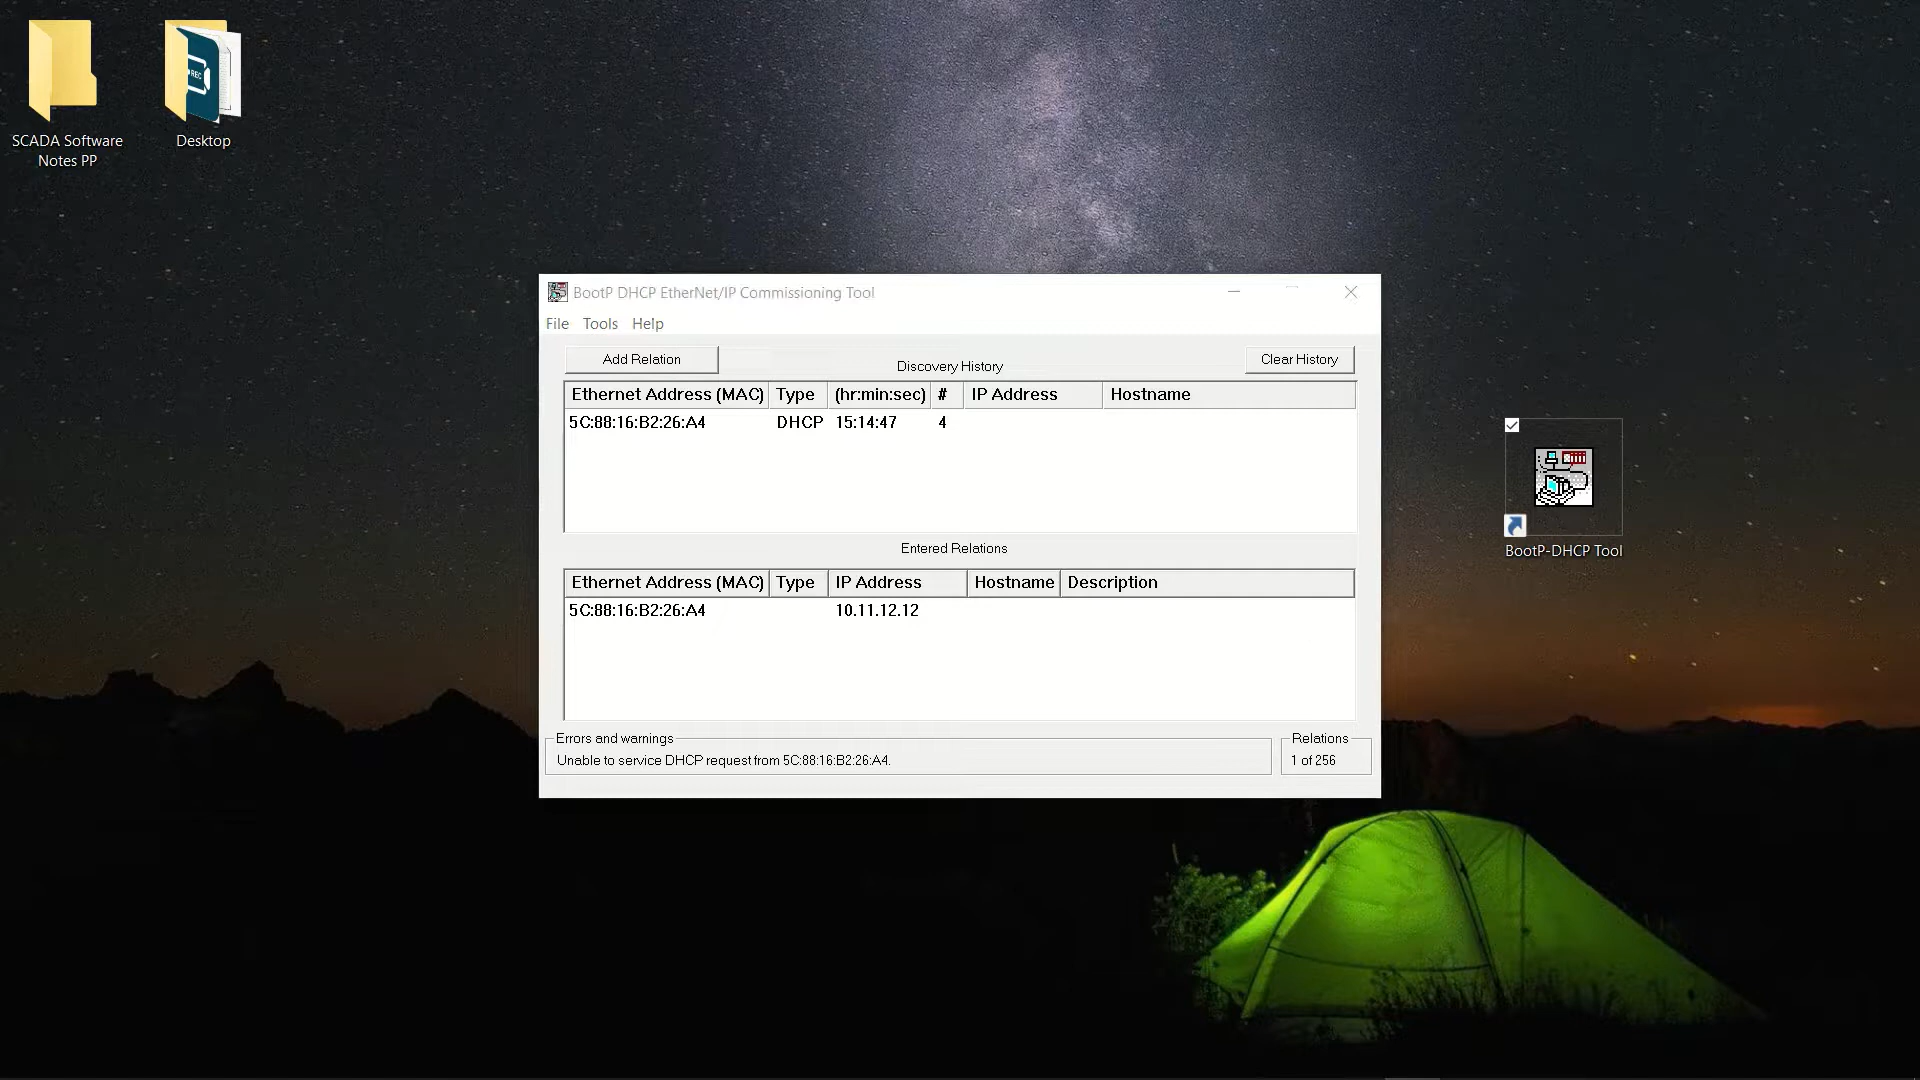 SCADA Software
Notes PP
Desktop
BootP DHCP EtherNet/IP Commissioning Tool
File Tools Help
Add Relation
Discovery History
Clear History
Ethernet Address (MAC) Type (hr:min:sec) # IP Address Hostname
5C:88:16:B2:26:A4 DHCP 15:14:47 4
Entered Relations
Ethernet Address (MAC) Type IP Address Hostname Description
5C:88:16:B2:26:A4 10.11.12.12
Errors and warnings
Unable to service DHCP request from 5C:88:16:B2:26:A4.
Relations
1 of 256
BootP-DHCP Tool
REC